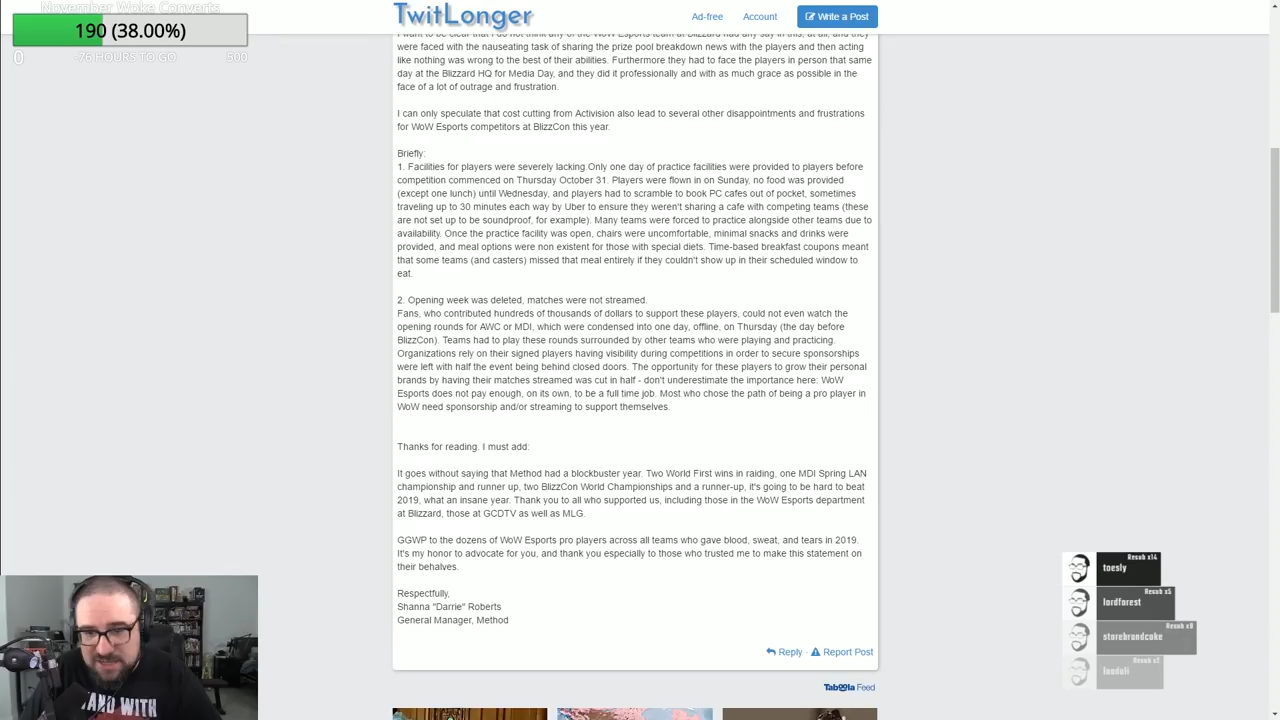 November Woke Converts
190 (38.00%)
0
-76 HOURS TO GO
500
TwitLonger
Ad-free
Account
Write a Post
I want to be clear that I do not think any of the WoW Esports team at Blizzard had any say in this, at all, and they
were faced with the nauseating task of sharing the prize pool breakdown news with the players and then acting
like nothing was wrong to the best of their abilities. Furthermore they had to face the players in person that same
day at the Blizzard HQ for Media Day, and they did it professionally and with as much grace as possible in the
face of a lot of outrage and frustration.
I can only speculate that cost cutting from Activision also lead to several other disappointments and frustrations
for WoW Esports competitors at BlizzCon this year.
Briefly:
1. Facilities for players were severely lacking.Only one day of practice facilities were provided to players before
competition commenced on Thursday October 31. Players were flown in on Sunday, no food was provided
(except one lunch) until Wednesday, and players had to scramble to book PC cafes out of pocket, sometimes
traveling up to 30 minutes each way by Uber to ensure they weren't sharing a cafe with competing teams (these
are not set up to be soundproof, for example). Many teams were forced to practice alongside other teams due to
availability. Once the practice facility was open, chairs were uncomfortable, minimal snacks and drinks were
provided, and meal options were non existent for those with special diets. Time-based breakfast coupons meant
that some teams (and casters) missed that meal entirely if they couldn't show up in their scheduled window to
eat.
2. Opening week was deleted, matches were not streamed.
Fans, who contributed hundreds of thousands of dollars to support these players, could not even watch the
opening rounds for AWC or MDI, which were condensed into one day, offline, on Thursday (the day before
BlizzCon). Teams had to play these rounds surrounded by other teams who were playing and practicing.
Organizations rely on their signed players having visibility during competitions in order to secure sponsorships
were left with half the event being behind closed doors. The opportunity for these players to grow their personal
brands by having their matches streamed was cut in half - don't underestimate the importance here: WoW
Esports does not pay enough, on its own, to be a full time job. Most who chose the path of being a pro player in
WoW need sponsorship and/or streaming to support themselves.
Thanks for reading. I must add:
It goes without saying that Method had a blockbuster year. Two World First wins in raiding, one MDI Spring LAN
championship and runner up, two BlizzCon World Championships and a runner-up, it's going to be hard to beat
2019, what an insane year. Thank you to all who supported us, including those in the WoW Esports department
at Blizzard, those at GCDTV as well as MLG.
GGWP to the dozens of WoW Esports pro players across all teams who gave blood, sweat, and tears in 2019.
It's my honor to advocate for you, and thank you especially to those who trusted me to make this statement on
their behalves.
Respectfully,
Shanna "Darrie" Roberts
General Manager, Method
Reply · Report Post
Taboola Feed
Resub x14
toesly
Resub x5
lordforest
Resub x8
storebrandcoke
AND WITH